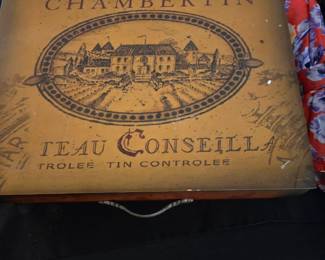 CHAMBERTIN
TEAU CONSEILLA
TROLEE TIN CONTROLEE